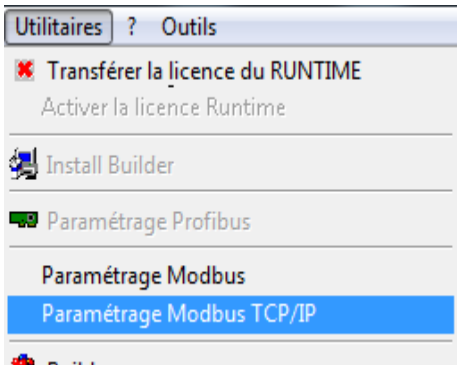 Utilitaires ? Outils
Transférer la licence du RUNTIME
Activer la licence Runtime
Install Builder
Paramétrage Profibus
Paramétrage Modbus
Paramétrage Modbus TCP/IP